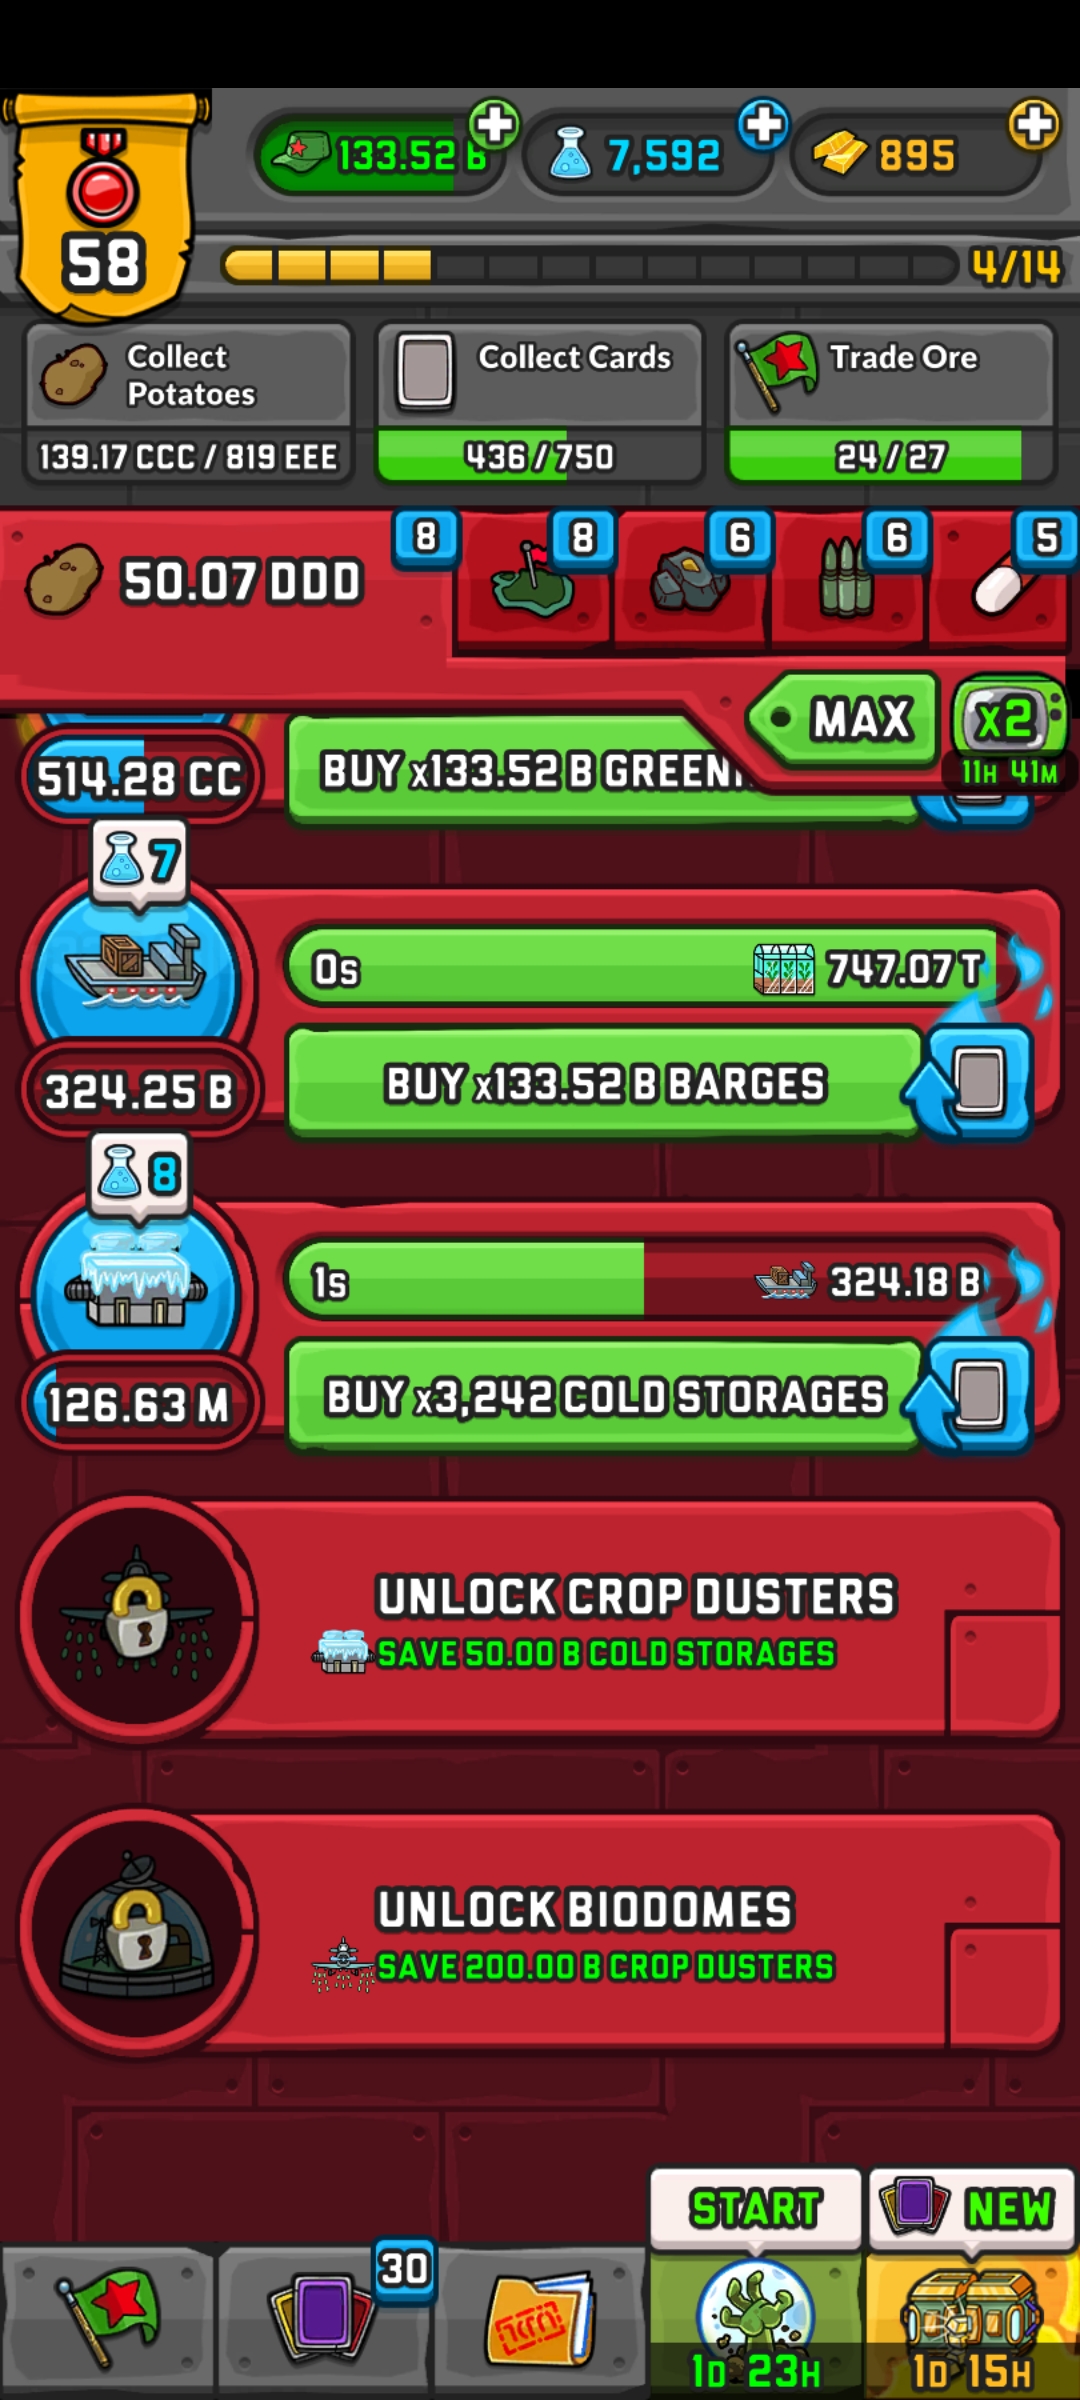 133.52 B
7,592
895
58
4/14
Collect
Potatoes
139.17 CCC / 819 EEE
Collect Cards
436 / 750
Trade Ore
24 / 27
50.07 DDD
8
8
6
6
5
MAX
x2
11H 41M
514.28 CC
BUY x133.52 B
7
0s
747.07 T
324.25 B
BUY x133.52 B BARGES
8
1s
324.18 B
126.63 M
BUY x3,242 COLD STORAGES
UNLOCK CROP DUSTERS
SAVE 50.00 B COLD STORAGES
UNLOCK BIODOMES
SAVE 200.00 B CROP DUSTERS
START
NEW
30
1D 23H
1D 15H